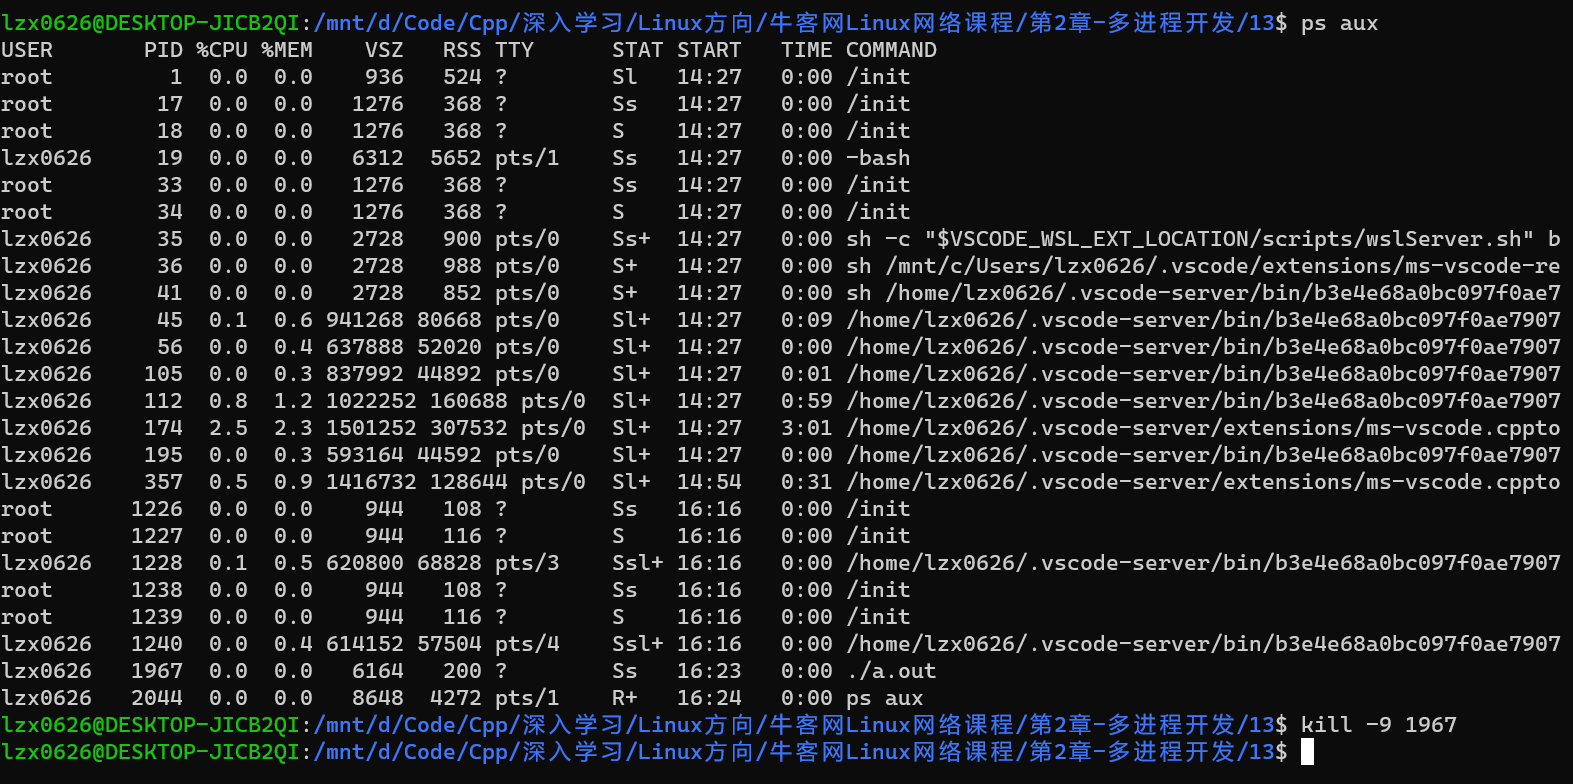 lzx0626@DESKTOP-JICB2QI:/mnt/d/Code/Cpp/深入学习/Linux方向/牛客网Linux网络课程/第2章-多进程开发/13$ ps aux
USER       PID %CPU %MEM    VSZ   RSS TTY      STAT START   TIME COMMAND
root         1  0.0  0.0    936   524 ?        Sl   14:27   0:00 /init
root        17  0.0  0.0   1276   368 ?        Ss   14:27   0:00 /init
root        18  0.0  0.0   1276   368 ?        S    14:27   0:00 /init
lzx0626     19  0.0  0.0   6312  5652 pts/1    Ss   14:27   0:00 -bash
root        33  0.0  0.0   1276   368 ?        Ss   14:27   0:00 /init
root        34  0.0  0.0   1276   368 ?        S    14:27   0:00 /init
lzx0626     35  0.0  0.0   2728   900 pts/0    Ss+  14:27   0:00 sh -c "$VSCODE_WSL_EXT_LOCATION/scripts/wslServer.sh" b
lzx0626     36  0.0  0.0   2728   988 pts/0    S+   14:27   0:00 sh /mnt/c/Users/lzx0626/.vscode/extensions/ms-vscode-re
lzx0626     41  0.0  0.0   2728   852 pts/0    S+   14:27   0:00 sh /home/lzx0626/.vscode-server/bin/b3e4e68a0bc097f0ae7
lzx0626     45  0.1  0.6 941268 80668 pts/0    Sl+  14:27   0:09 /home/lzx0626/.vscode-server/bin/b3e4e68a0bc097f0ae7907
lzx0626     56  0.0  0.4 637888 52020 pts/0    Sl+  14:27   0:00 /home/lzx0626/.vscode-server/bin/b3e4e68a0bc097f0ae7907
lzx0626    105  0.0  0.3 837992 44892 pts/0    Sl+  14:27   0:01 /home/lzx0626/.vscode-server/bin/b3e4e68a0bc097f0ae7907
lzx0626    112  0.8  1.2 1022252 160688 pts/0  Sl+  14:27   0:59 /home/lzx0626/.vscode-server/bin/b3e4e68a0bc097f0ae7907
lzx0626    174  2.5  2.3 1501252 307532 pts/0  Sl+  14:27   3:01 /home/lzx0626/.vscode-server/extensions/ms-vscode.cppto
lzx0626    195  0.0  0.3 593164 44592 pts/0    Sl+  14:27   0:00 /home/lzx0626/.vscode-server/bin/b3e4e68a0bc097f0ae7907
lzx0626    357  0.5  0.9 1416732 128644 pts/0  Sl+  14:54   0:31 /home/lzx0626/.vscode-server/extensions/ms-vscode.cppto
root      1226  0.0  0.0    944   108 ?        Ss   16:16   0:00 /init
root      1227  0.0  0.0    944   116 ?        S    16:16   0:00 /init
lzx0626   1228  0.1  0.5 620800 68828 pts/3    Ssl+ 16:16   0:00 /home/lzx0626/.vscode-server/bin/b3e4e68a0bc097f0ae7907
root      1238  0.0  0.0    944   108 ?        Ss   16:16   0:00 /init
root      1239  0.0  0.0    944   116 ?        S    16:16   0:00 /init
lzx0626   1240  0.0  0.4 614152 57504 pts/4    Ssl+ 16:16   0:00 /home/lzx0626/.vscode-server/bin/b3e4e68a0bc097f0ae7907
lzx0626   1967  0.0  0.0   6164   200 ?        Ss   16:23   0:00 ./a.out
lzx0626   2044  0.0  0.0   8648  4272 pts/1    R+   16:24   0:00 ps aux
lzx0626@DESKTOP-JICB2QI:/mnt/d/Code/Cpp/深入学习/Linux方向/牛客网Linux网络课程/第2章-多进程开发/13$ kill -9 1967
lzx0626@DESKTOP-JICB2QI:/mnt/d/Code/Cpp/深入学习/Linux方向/牛客网Linux网络课程/第2章-多进程开发/13$